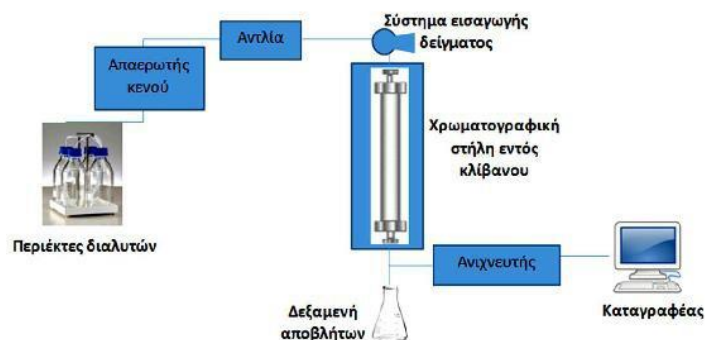 Σύστημα εισαγωγής
δείγματος
Αντλία
Απαερωτής
κενού
Χρωματογραφική
στήλη εντός
κλίβανου
Περιέκτες διαλυτών
Ανιχνευτής
Δεξαμενή
αποβλήτων
Καταγραφέας